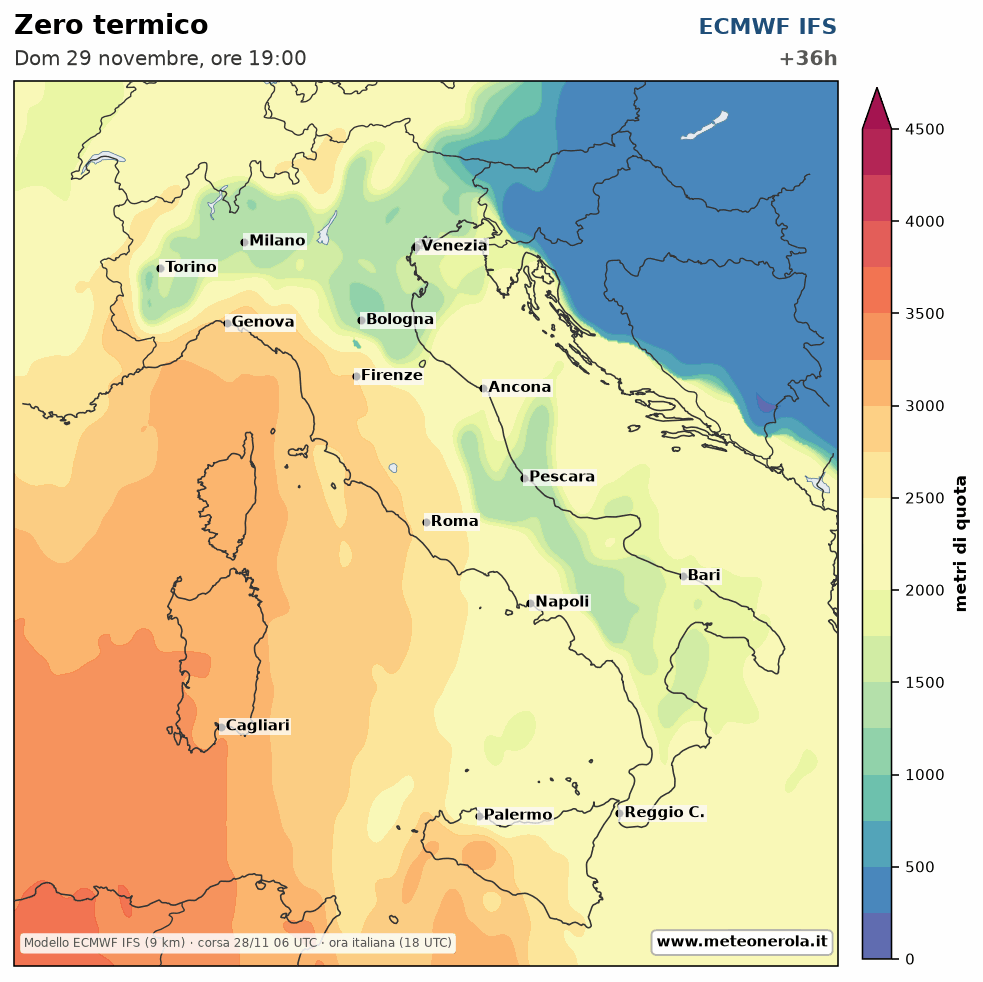 Zero termico
ECMWF IFS
Dom 29 novembre, ore 19:00
+36h
Milano
Venezia
Torino
Genova
Bologna
Firenze
Ancona
Pescara
Roma
Bari
Napoli
Cagliari
Palermo
Reggio C.
4500
4000
3500
3000
2500
2000
1500
1000
500
0
metri di quota
Modello ECMWF IFS (9 km) · corsa 28/11 06 UTC · ora italiana (18 UTC)
www.meteonerola.it